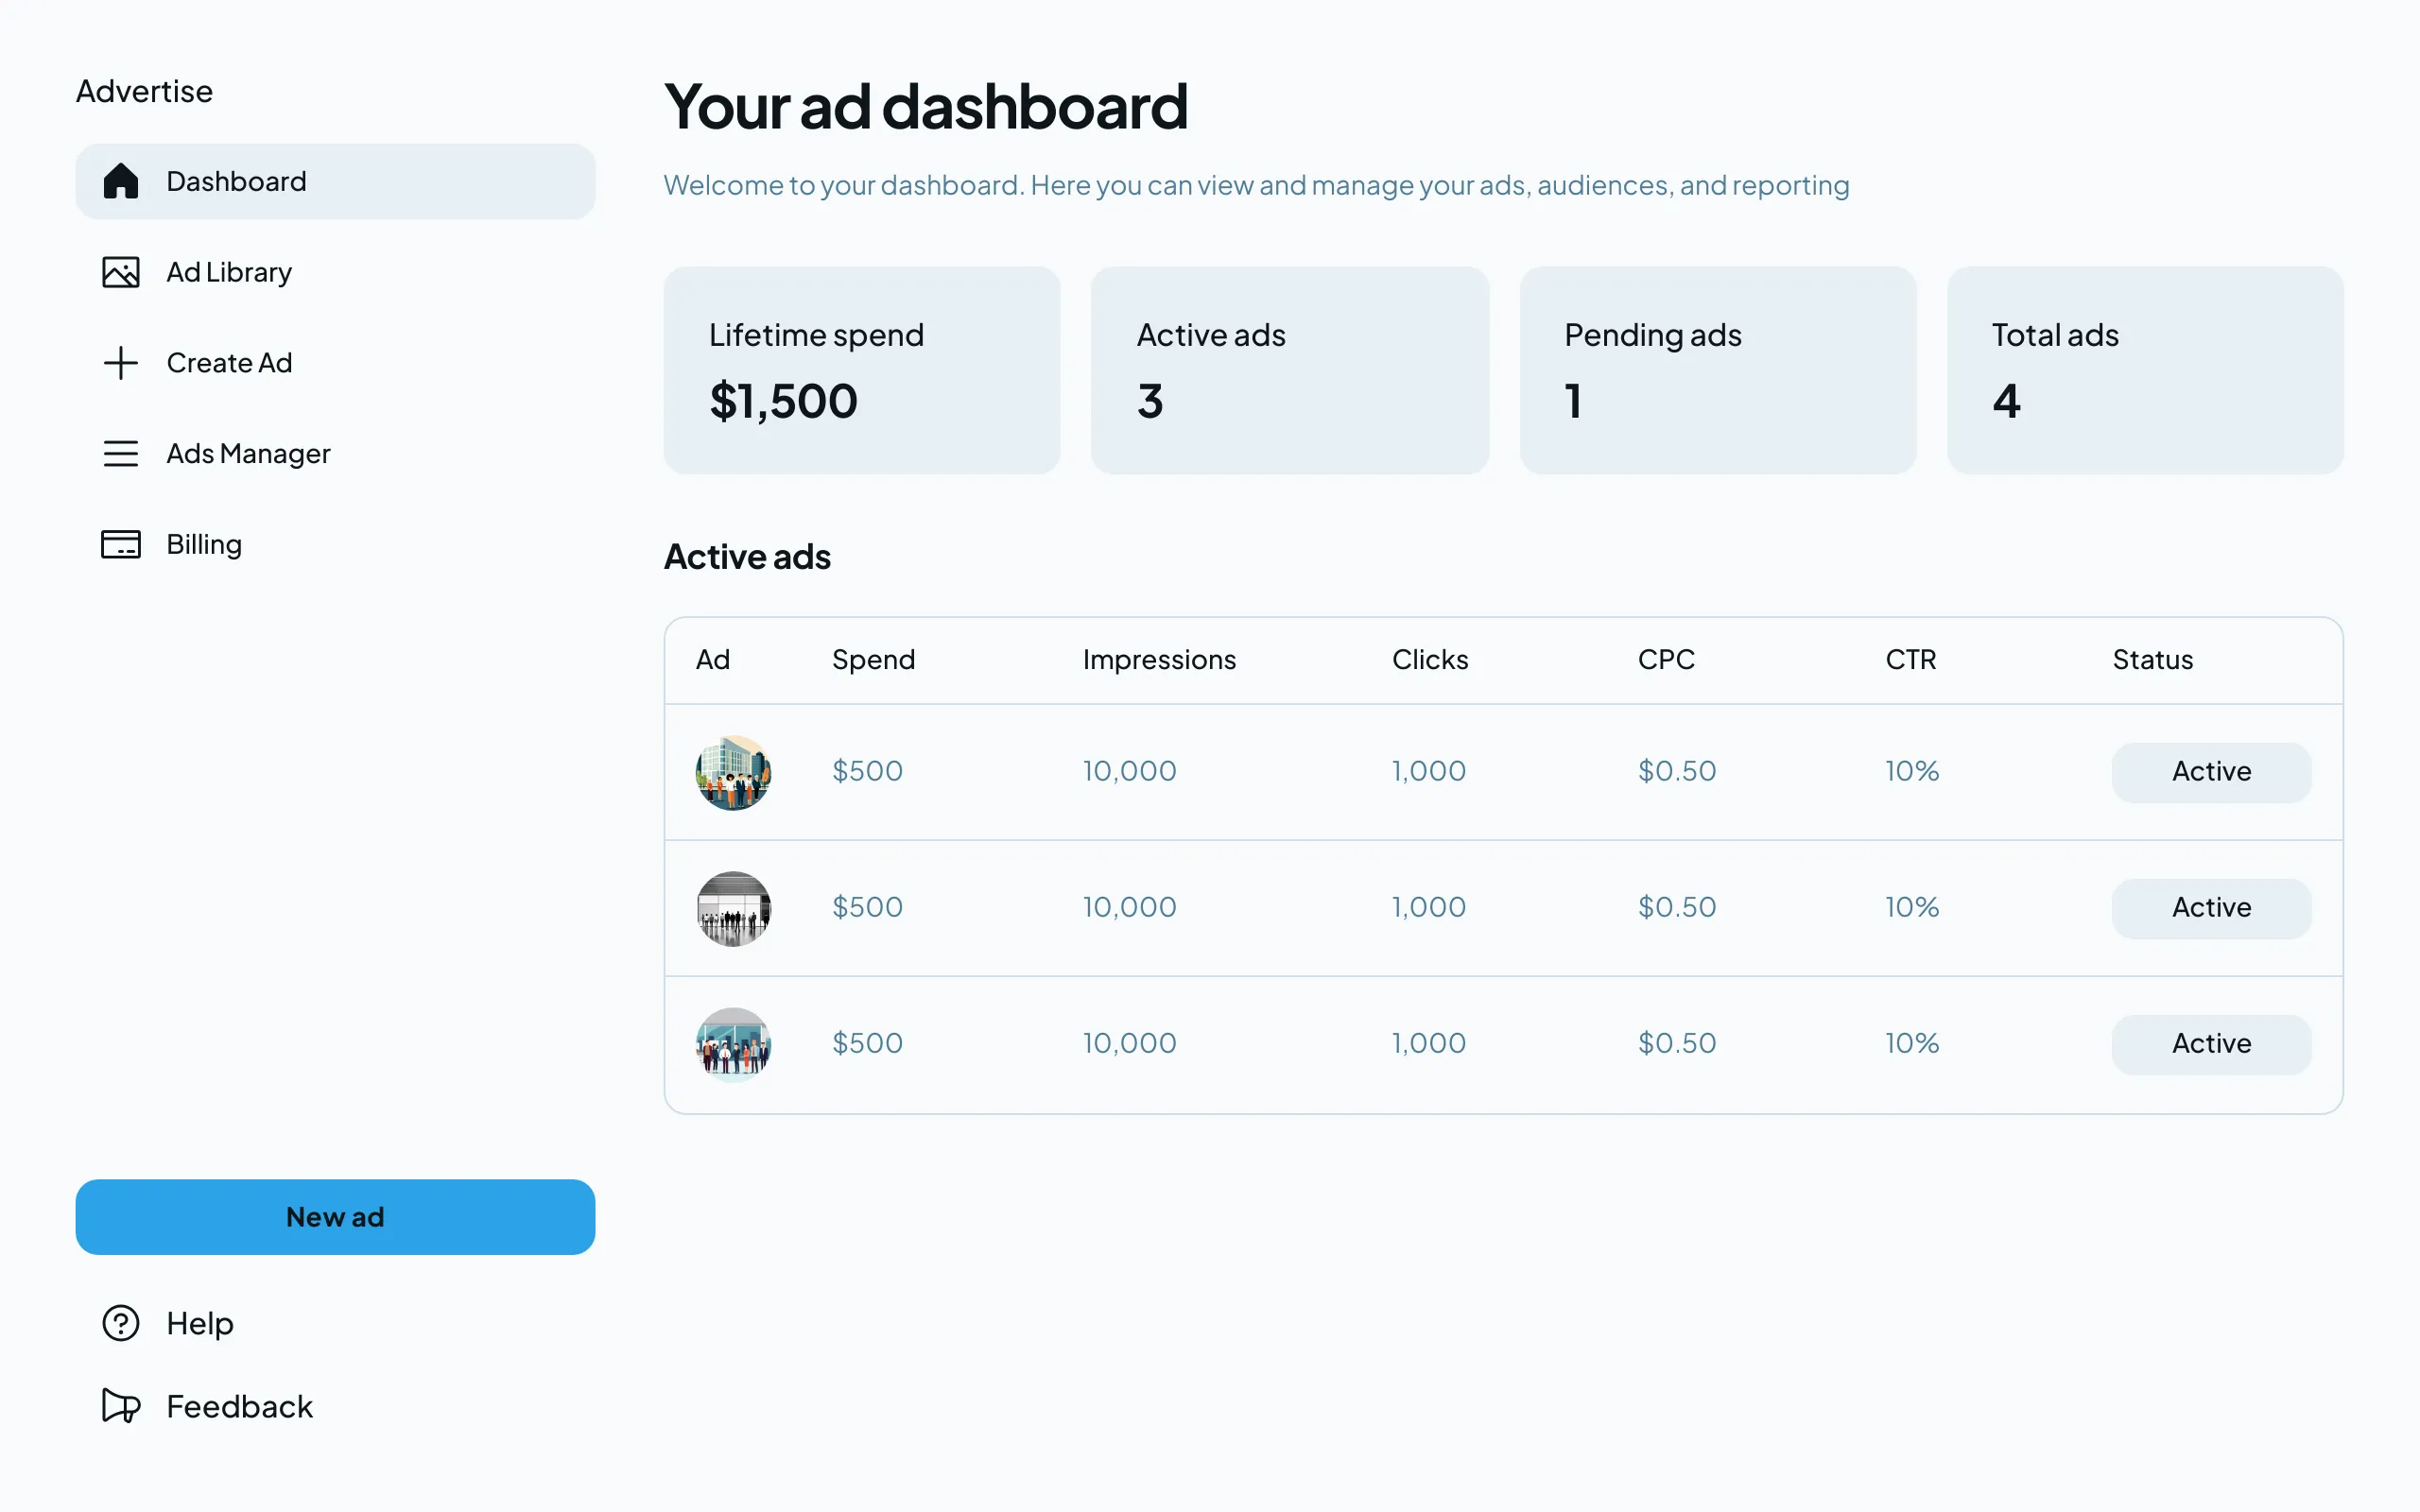 Advertise
Dashboard
Ad Library
Create Ad
Ads Manager
Billing
New ad
Help
Feedback
Your ad dashboard
Welcome to your dashboard. Here you can view and manage your ads, audiences, and reporting
Lifetime spend
$1,500
Active ads
3
Pending ads
1
Total ads
4
Active ads
Ad Spend Impressions Clicks CPC CTR Status
$500 10,000 1,000 $0.50 10% Active
$500 10,000 1,000 $0.50 10% Active
$500 10,000 1,000 $0.50 10% Active